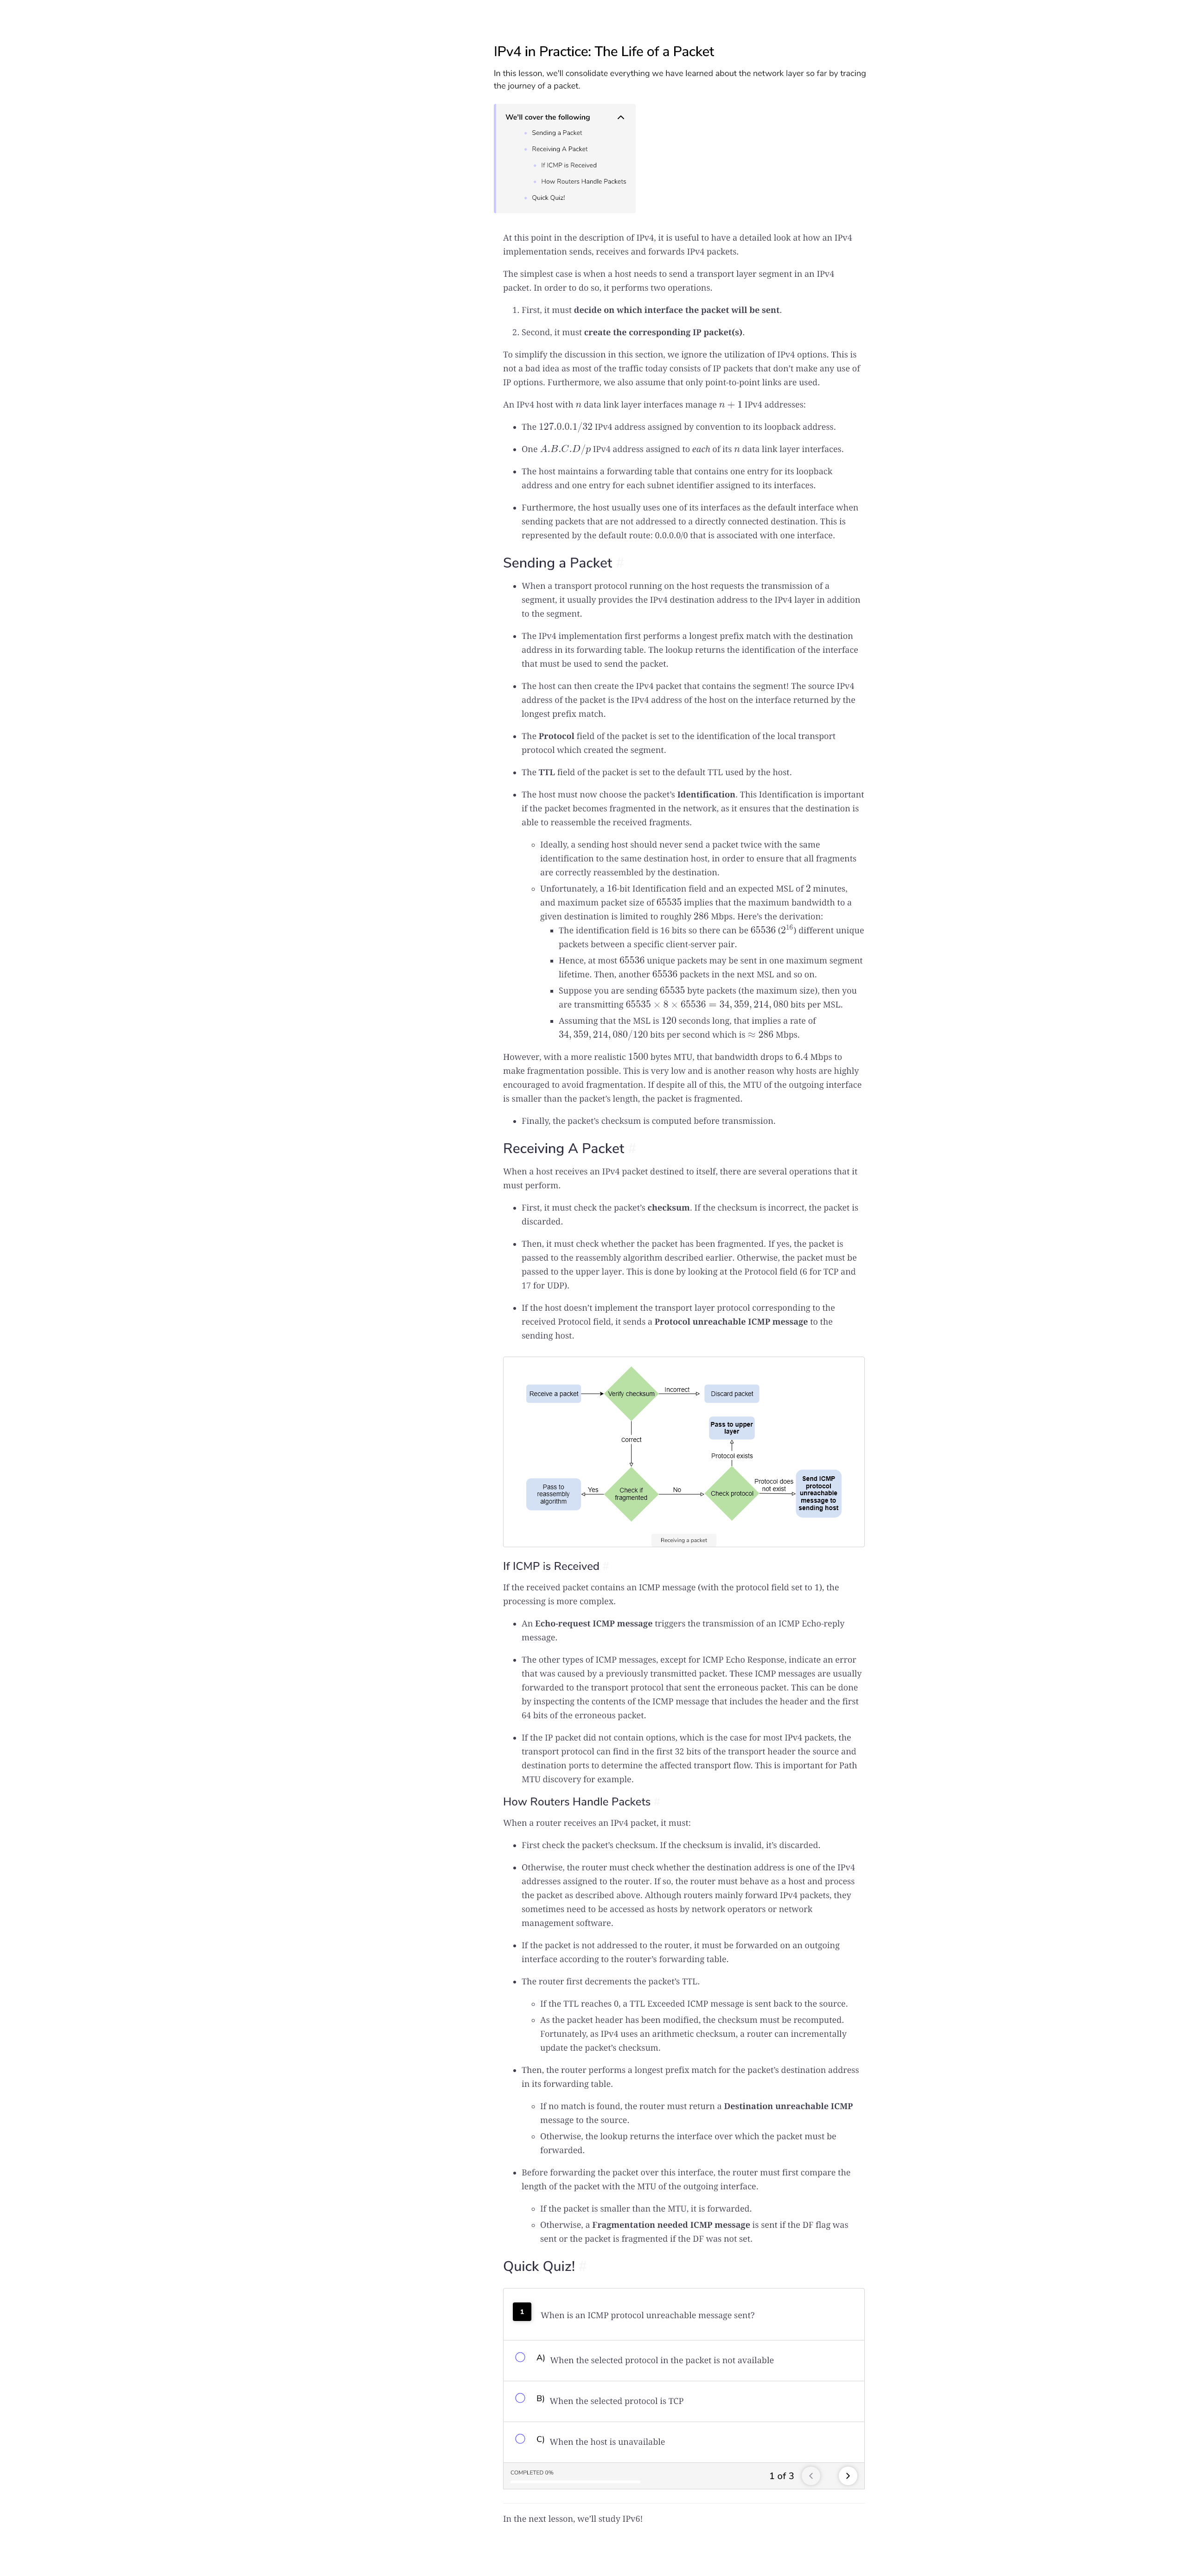 IPv4 in Practice: The Life of a Packet
In this lesson, we'll consolidate everything we have learned about the network layer so far by tracing
the journey of a packet.
We'll cover the following
Sending a Packet
Receiving A Packet
If ICMP is Received
How Routers Handle Packets
Quick Quiz!
At this point in the description of IPv4, it is useful to have a detailed look at how an IPv4
implementation sends, receives and forwards IPv4 packets.
The simplest case is when a host needs to send a transport layer segment in an IPv4
packet. In order to do so, it performs two operations.
1. First, it must decide on which interface the packet will be sent.
2. Second, it must create the corresponding IP packet(s).
To simplify the discussion in this section, we ignore the utilization of IPv4 options. This is
not a bad idea as most of the traffic today consists of IP packets that don't make any use of
IP options. Furthermore, we also assume that only point-to-point links are used.
An IPv4 host with n data link layer interfaces manage n + 1 IPv4 addresses:
• The 127.0.0.1/32 IPv4 address assigned by convention to its loopback address.
• One A.B.C.D/p IPv4 address assigned to each of its n data link layer interfaces.
• The host maintains a forwarding table that contains one entry for its loopback
address and one entry for each subnet identifier assigned to its interfaces.
• Furthermore, the host usually uses one of its interfaces as the default interface when
sending packets that are not addressed to a directly connected destination. This is
represented by the default route: 0.0.0.0/0 that is associated with one interface.
Sending a Packet #
• When a transport protocol running on the host requests the transmission of a
segment, it usually provides the IPv4 destination address to the IPv4 layer in addition
to the segment.
• The IPv4 implementation first performs a longest prefix match with the destination
address in its forwarding table. The lookup returns the identification of the interface
that must be used to send the packet.
• The host can then create the IPv4 packet that contains the segment! The source IPv4
address of the packet is the IPv4 address of the host on the interface returned by the
longest prefix match.
• The Protocol field of the packet is set to the identification of the local transport
protocol which created the segment.
• The TTL field of the packet is set to the default TTL used by the host.
• The host must now choose the packet's Identification. This Identification is important
if the packet becomes fragmented in the network, as it ensures that the destination is
able to reassemble the received fragments.
◦ Ideally, a sending host should never send a packet twice with the same
identification to the same destination host, in order to ensure that all fragments
are correctly reassembled by the destination.
◦ Unfortunately, a 16-bit Identification field and an expected MSL of 2 minutes,
and maximum packet size of 65535 implies that the maximum bandwidth to a
given destination is limited to roughly 286 Mbps. Here's the derivation:
▪ The identification field is 16 bits so there can be 65536 (2^16) different unique
packets between a specific client-server pair.
▪ Hence, at most 65536 unique packets may be sent in one maximum segment
lifetime. Then, another 65536 packets in the next MSL and so on.
▪ Suppose you are sending 65535 byte packets (the maximum size), then you
are transmitting 65535 × 8 × 65536 = 34, 359, 214, 080 bits per MSL.
▪ Assuming that the MSL is 120 seconds long, that implies a rate of
34, 359, 214, 080/120 bits per second which is ≈ 286 Mbps.
However, with a more realistic 1500 bytes MTU, that bandwidth drops to 6.4 Mbps to
make fragmentation possible. This is very low and is another reason why hosts are highly
encouraged to avoid fragmentation. If despite all of this, the MTU of the outgoing interface
is smaller than the packet's length, the packet is fragmented.
• Finally, the packet's checksum is computed before transmission.
Receiving A Packet #
When a host receives an IPv4 packet destined to itself, there are several operations that it
must perform.
• First, it must check the packet's checksum. If the checksum is incorrect, the packet is
discarded.
• Then, it must check whether the packet has been fragmented. If yes, the packet is
passed to the reassembly algorithm described earlier. Otherwise, the packet must be
passed to the upper layer. This is done by looking at the Protocol field (6 for TCP and
17 for UDP).
• If the host doesn't implement the transport layer protocol corresponding to the
received Protocol field, it sends a Protocol unreachable ICMP message to the
sending host.
Receive a packet
Verify checksum
Incorrect
Discard packet
Pass to upper
layer
Correct
Protocol exists
Pass to
reassembly
algorithm
Yes
Check if
fragmented
No
Check protocol
Protocol does
not exist
Send ICMP
protocol
unreachable
message to
sending host
Receiving a packet
If ICMP is Received #
If the received packet contains an ICMP message (with the protocol field set to 1), the
processing is more complex.
• An Echo-request ICMP message triggers the transmission of an ICMP Echo-reply
message.
• The other types of ICMP messages, except for ICMP Echo Response, indicate an error
that was caused by a previously transmitted packet. These ICMP messages are usually
forwarded to the transport protocol that sent the erroneous packet. This can be done
by inspecting the contents of the ICMP message that includes the header and the first
64 bits of the erroneous packet.
• If the IP packet did not contain options, which is the case for most IPv4 packets, the
transport protocol can find in the first 32 bits of the transport header the source and
destination ports to determine the affected transport flow. This is important for Path
MTU discovery for example.
How Routers Handle Packets #
When a router receives an IPv4 packet, it must:
• First check the packet's checksum. If the checksum is invalid, it's discarded.
• Otherwise, the router must check whether the destination address is one of the IPv4
addresses assigned to the router. If so, the router must behave as a host and process
the packet as described above. Although routers mainly forward IPv4 packets, they
sometimes need to be accessed as hosts by network operators or network
management software.
• If the packet is not addressed to the router, it must be forwarded on an outgoing
interface according to the router's forwarding table.
• The router first decrements the packet's TTL.
◦ If the TTL reaches 0, a TTL Exceeded ICMP message is sent back to the source.
◦ As the packet header has been modified, the checksum must be recomputed.
Fortunately, as IPv4 uses an arithmetic checksum, a router can incrementally
update the packet's checksum.
• Then, the router performs a longest prefix match for the packet's destination address
in its forwarding table.
◦ If no match is found, the router must return a Destination unreachable ICMP
message to the source.
◦ Otherwise, the lookup returns the interface over which the packet must be
forwarded.
• Before forwarding the packet over this interface, the router must first compare the
length of the packet with the MTU of the outgoing interface.
◦ If the packet is smaller than the MTU, it is forwarded.
◦ Otherwise, a Fragmentation needed ICMP message is sent if the DF flag was
sent or the packet is fragmented if the DF was not set.
Quick Quiz! #
1 When is an ICMP protocol unreachable message sent?
A) When the selected protocol in the packet is not available
B) When the selected protocol is TCP
C) When the host is unavailable
COMPLETED 0%
1 of 3
In the next lesson, we'll study IPv6!